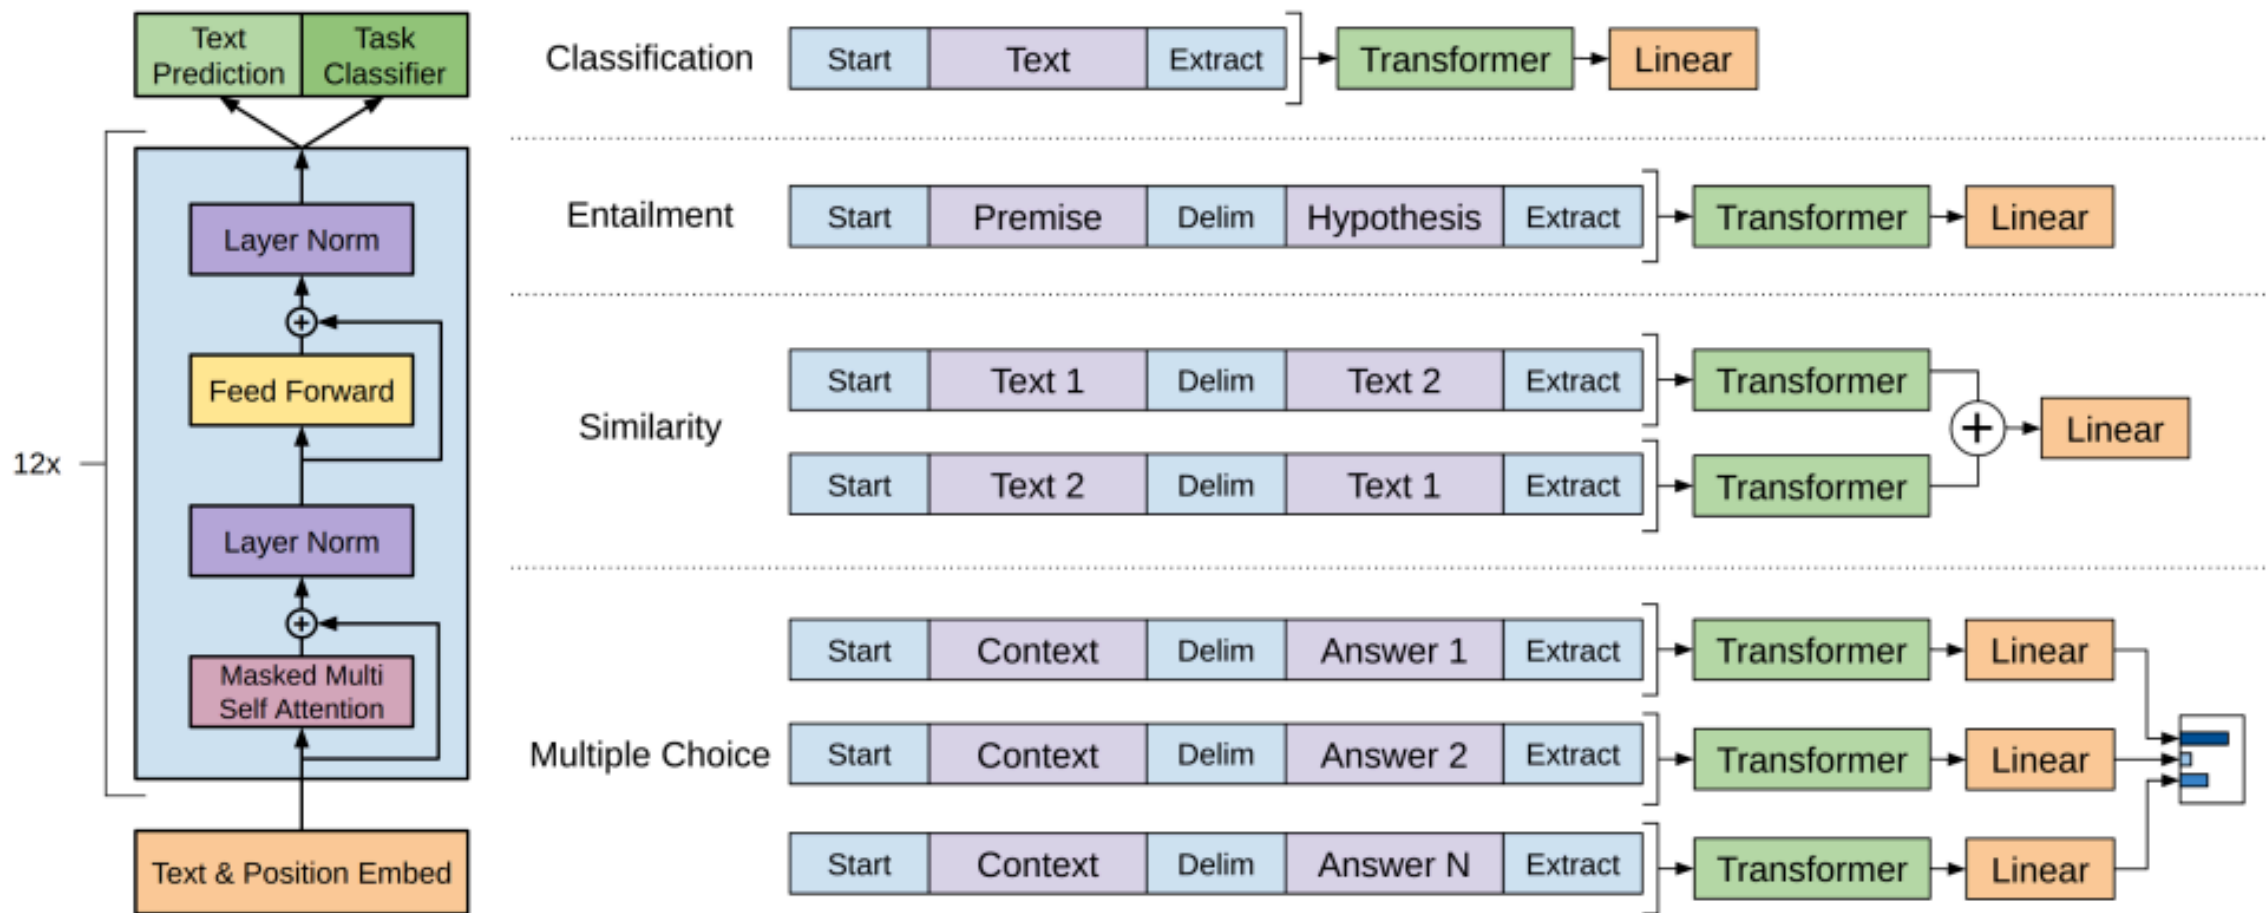 Text
Prediction
Task
Classifier
12x
Layer Norm
Feed Forward
Layer Norm
Masked Multi
Self Attention
Text & Position Embed
Classification
Start Text Extract Transformer Linear
Entailment
Start Premise Delim Hypothesis Extract Transformer Linear
Similarity
Start Text 1 Delim Text 2 Extract Transformer
+ Linear
Start Text 2 Delim Text 1 Extract Transformer
Multiple Choice
Start Context Delim Answer 1 Extract Transformer Linear
Start Context Delim Answer 2 Extract Transformer Linear
Start Context Delim Answer N Extract Transformer Linear